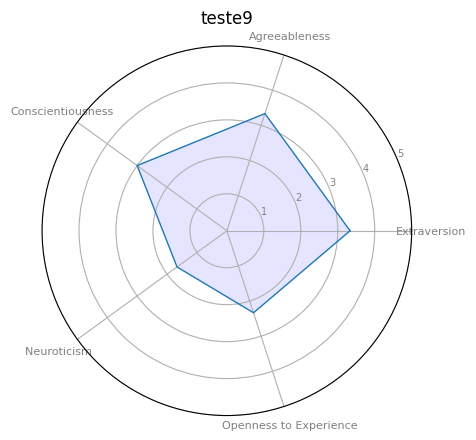 teste9
Agreeableness
Conscientiousness
5
4
3
2
1
Extraversion
Neuroticism
Openness to Experience